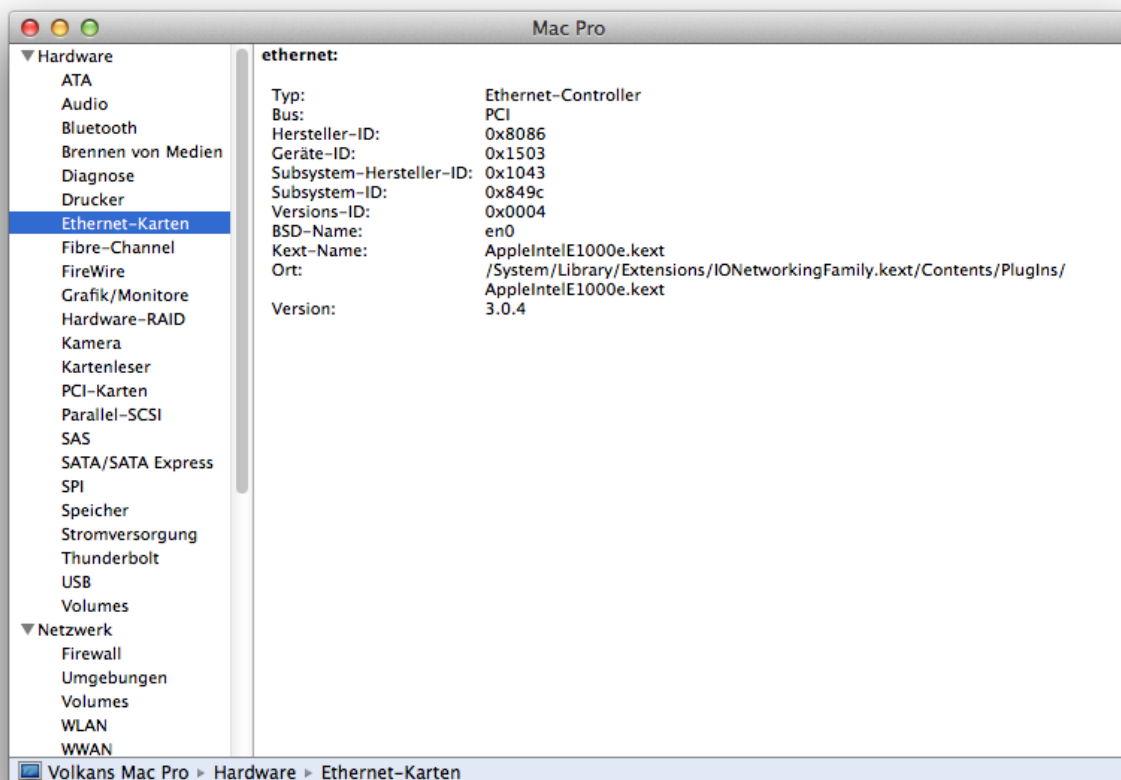 Mac Pro
Hardware
ATA
Audio
Bluetooth
Brennen von Medien
Diagnose
Drucker
Ethernet-Karten
Fibre-Channel
FireWire
Grafik/Monitore
Hardware-RAID
Kamera
Kartenleser
PCI-Karten
Parallel-SCSI
SAS
SATA/SATA Express
SPI
Speicher
Stromversorgung
Thunderbolt
USB
Volumes
Netzwerk
Firewall
Umgebungen
Volumes
WLAN
WWAN
ethernet:
Typ: Ethernet-Controller
Bus: PCI
Hersteller-ID: 0x8086
Geräte-ID: 0x1503
Subsystem-Hersteller-ID: 0x1043
Subsystem-ID: 0x849c
Versions-ID: 0x0004
BSD-Name: en0
Kext-Name: AppleIntelE1000e.kext
Ort: /System/Library/Extensions/IONetworkingFamily.kext/Contents/PlugIns/
AppleIntelE1000e.kext
Version: 3.0.4
Volkans Mac Pro ▸ Hardware ▸ Ethernet-Karten